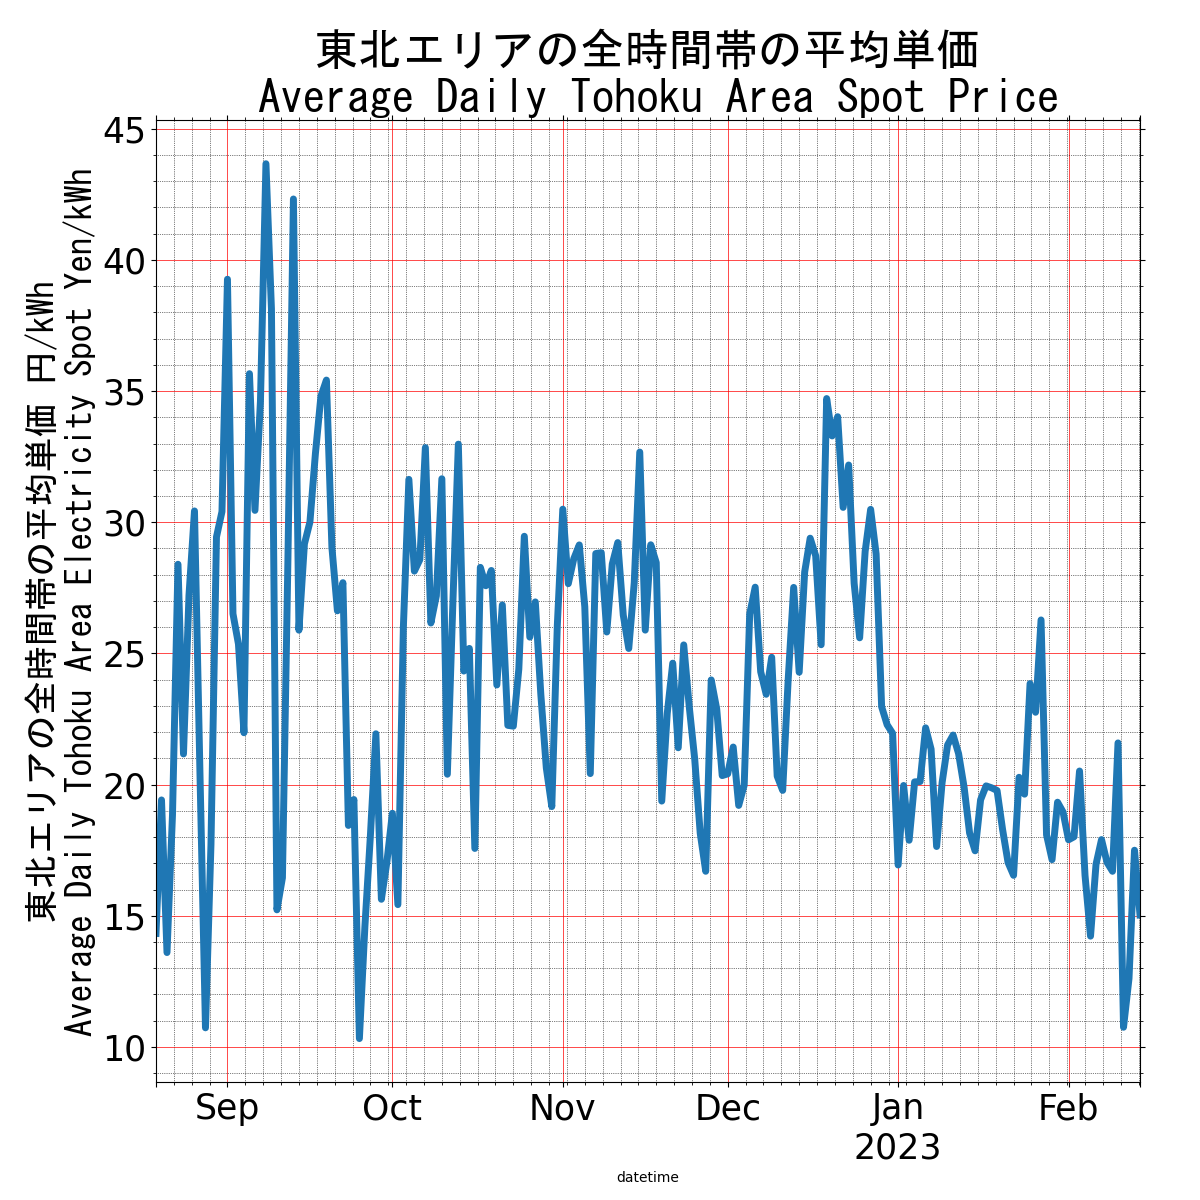 東北エリアの全時間帯の平均単価
Average Daily Tohoku Area Spot Price
東北エリアの全時間帯の平均単価 円/kWh
Average Daily Tohoku Area Electricity Spot Yen/kWh
45
40
35
30
25
20
15
10
Sep Oct Nov Dec Jan Feb
2023
datetime